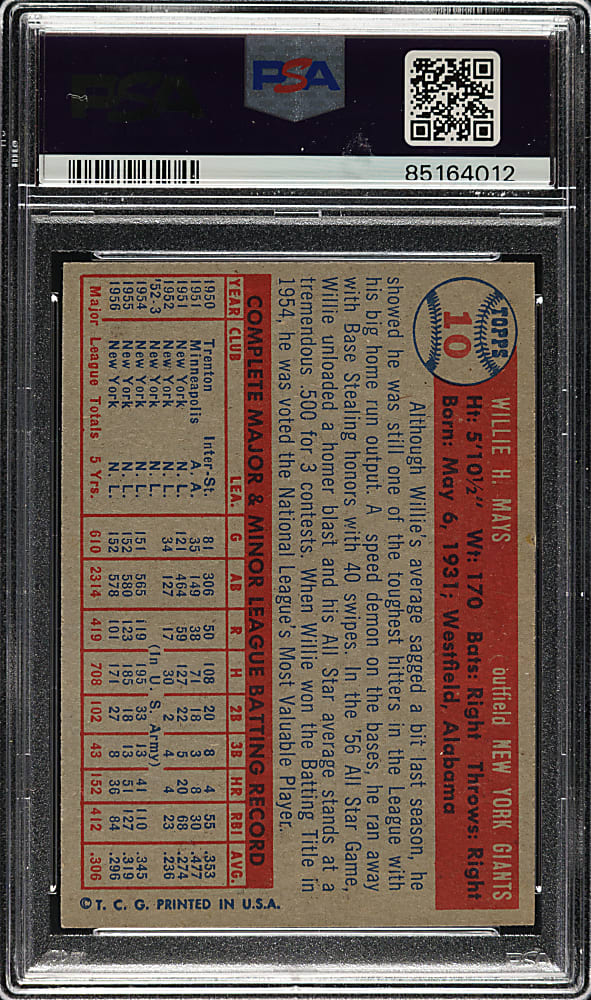 PSA
PSA
85164012
TOPPS
10
WILLIE H. MAYS outfield NEW YORK GIANTS
Ht: 5'10½" Wt: 170 Bats: Right Throws: Right
Born: May 6, 1931; Westfield, Alabama
Although Willie's average sagged a bit last season, he
showed he was still one of the toughest hitters in the League with
his big home run output. A speed demon on the bases, he ran away
with Base Stealing honors with 40 swipes. In the '56 All Star Game,
Willie unloaded a homer blast and his All Star average stands at a
tremendous .500 for 3 contests. When Willie won the Batting Title in
1954, he was voted the National League's Most Valuable Player.
COMPLETE MAJOR & MINOR LEAGUE BATTING RECORD
YEAR CLUB LEA. G AB R H 2B 3B HR RBI AVG.
1950 Trenton Inter-St. 81 306 50 108 20 8 4 55 .353
1951 Minneapolis A. A. 35 149 38 71 18 3 8 30 .477
1951 New York N. L. 121 464 59 127 22 5 20 68 .274
1952 New York N. L. 34 127 17 30 2 4 4 23 .236
'52-3 New York N. L. (In U. S. Army)
1954 New York N. L. 151 565 119 195 33 13 41 110 .345
1955 New York N. L. 152 580 123 185 18 13 51 127 .319
1956 New York N. L. 152 578 101 171 27 8 36 84 .296
Major League Totals 5 Yrs. 610 2314 419 708 102 43 152 412 .306
© T. C. G. PRINTED IN U.S.A.